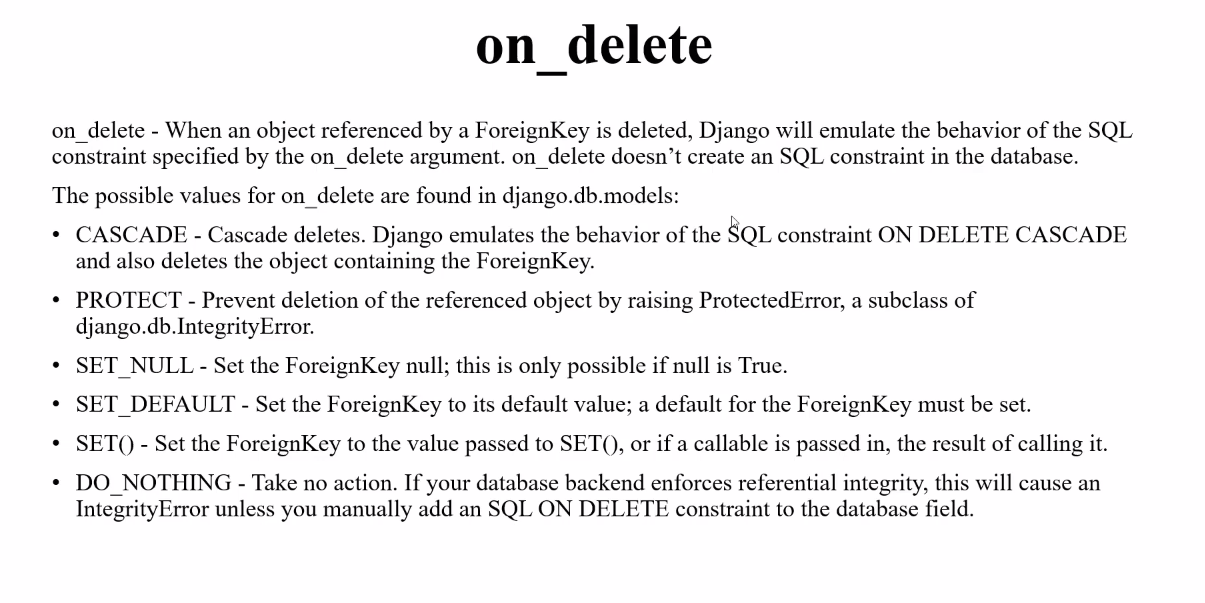 on_delete
on_delete - When an object referenced by a ForeignKey is deleted, Django will emulate the behavior of the SQL
constraint specified by the on_delete argument. on_delete doesn’t create an SQL constraint in the database.
The possible values for on_delete are found in django.db.models:
• CASCADE - Cascade deletes. Django emulates the behavior of the SQL constraint ON DELETE CASCADE
and also deletes the object containing the ForeignKey.
• PROTECT - Prevent deletion of the referenced object by raising ProtectedError, a subclass of
django.db.IntegrityError.
• SET_NULL - Set the ForeignKey null; this is only possible if null is True.
• SET_DEFAULT - Set the ForeignKey to its default value; a default for the ForeignKey must be set.
• SET() - Set the ForeignKey to the value passed to SET(), or if a callable is passed in, the result of calling it.
• DO_NOTHING - Take no action. If your database backend enforces referential integrity, this will cause an
IntegrityError unless you manually add an SQL ON DELETE constraint to the database field.